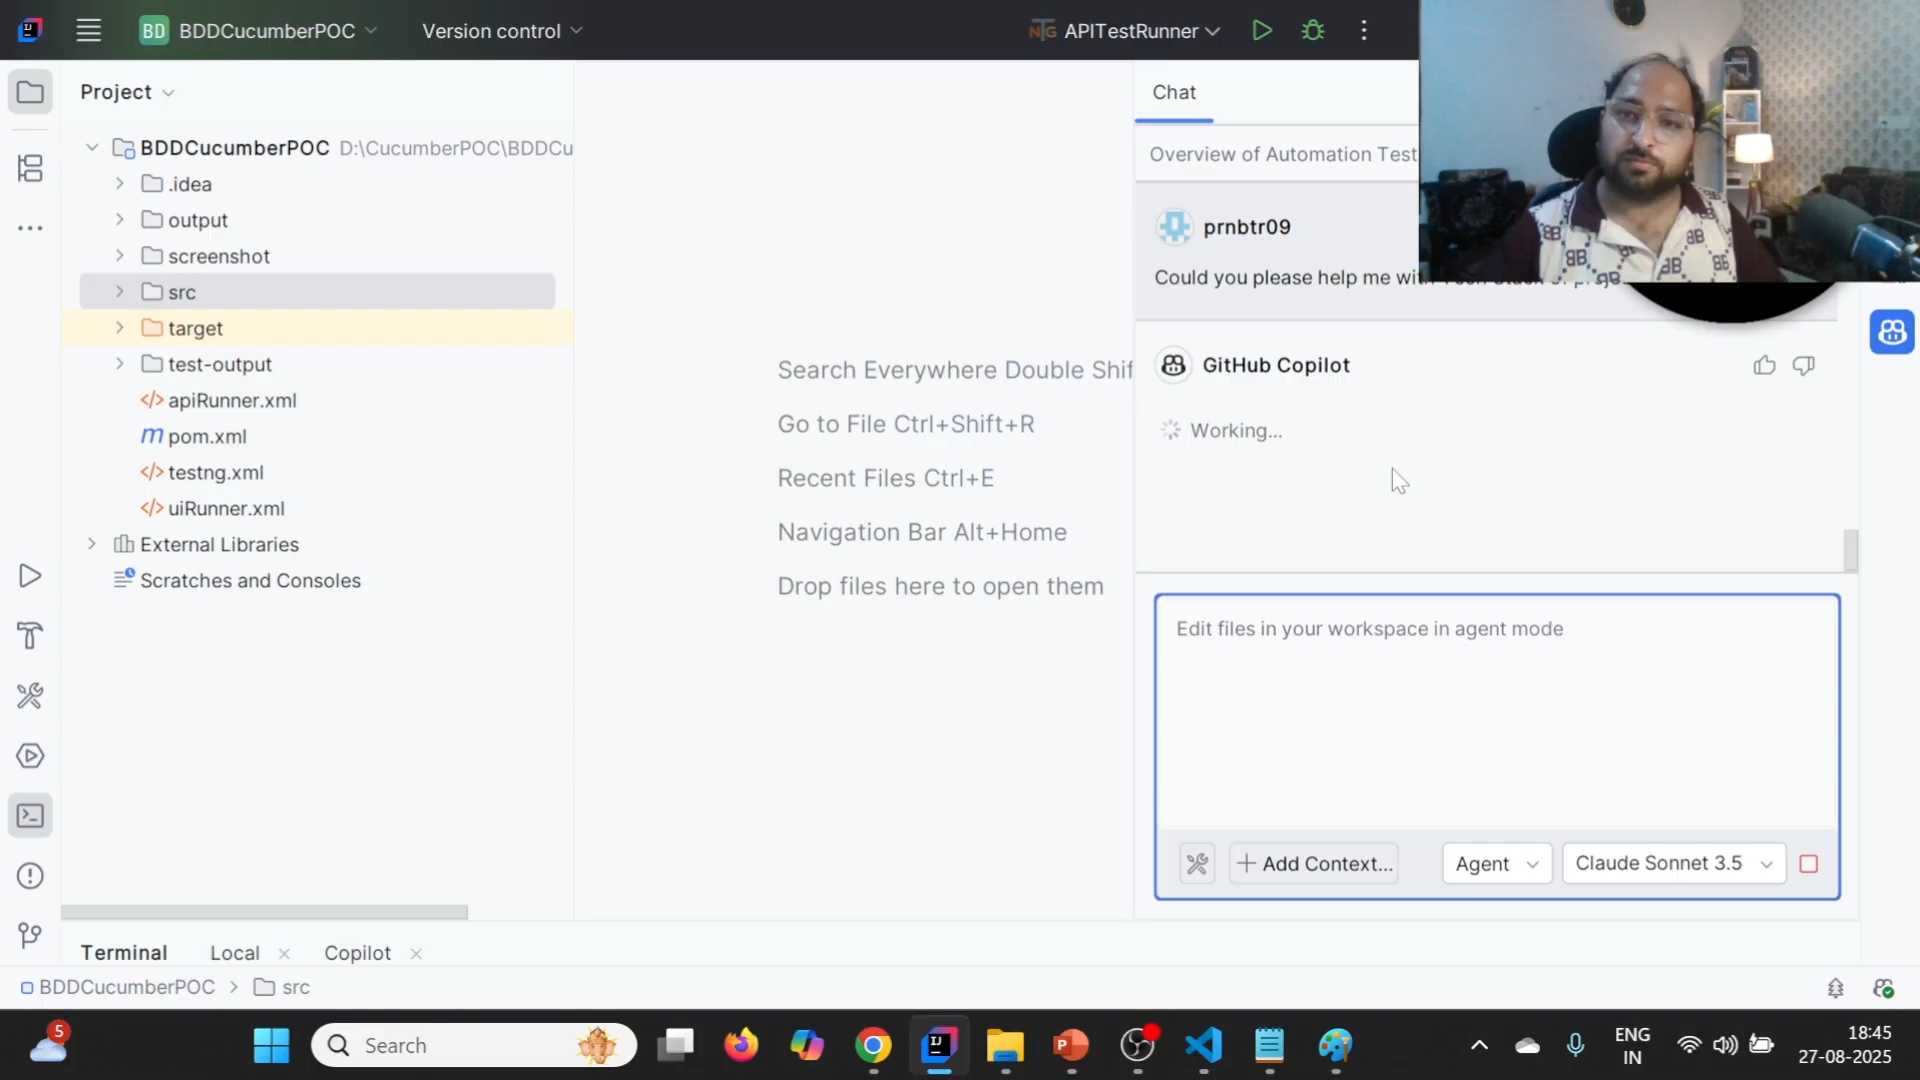 BD BDDCucumberPOC Version control APITestRunner
Project
BDDCucumberPOC D:\CucumberPOC\BDDCu
.idea
output
screenshot
src
target
test-output
apiRunner.xml
pom.xml
testng.xml
uiRunner.xml
External Libraries
Scratches and Consoles
Search Everywhere Double Shif
Go to File Ctrl+Shift+R
Recent Files Ctrl+E
Navigation Bar Alt+Home
Drop files here to open them
Chat
Overview of Automation Test
prnbtr09
Could you please help me wit
GitHub Copilot
Working...
Edit files in your workspace in agent mode
Add Context... Agent Claude Sonnet 3.5
Terminal Local Copilot
BDDCucumberPOC > src
5
Search
ENG
IN
18:45
27-08-2025